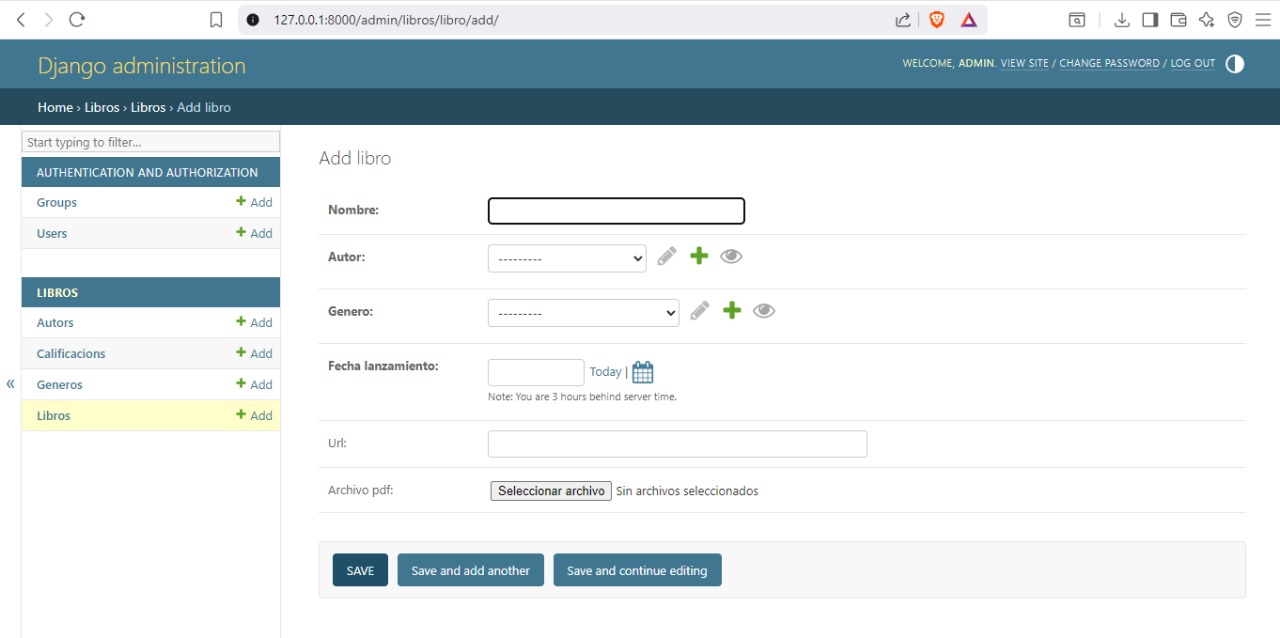 127.0.0.1:8000/admin/libros/libro/add/
Django administration
WELCOME, ADMIN. VIEW SITE / CHANGE PASSWORD / LOG OUT
Home › Libros › Libros › Add libro
Start typing to filter...
AUTHENTICATION AND AUTHORIZATION
Groups + Add
Users + Add
LIBROS
Autors + Add
Calificacions + Add
Generos + Add
Libros + Add
«
Add libro
Nombre:
Autor: ---------
Genero: ---------
Fecha lanzamiento: Today |
Note: You are 3 hours behind server time.
Url:
Archivo pdf: Seleccionar archivo Sin archivos seleccionados
SAVE Save and add another Save and continue editing